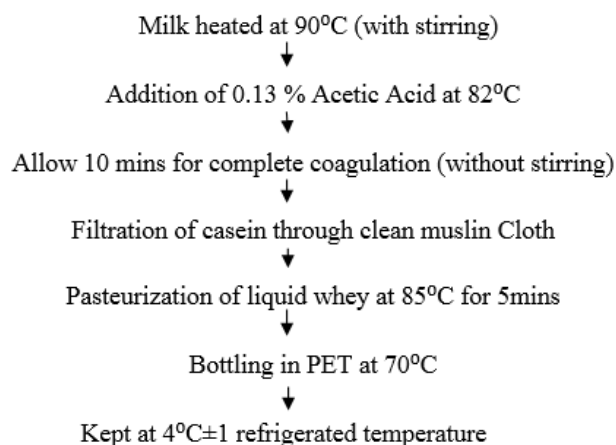 Milk heated at 90⁰C (with stirring)
Addition of 0.13 % Acetic Acid at 82⁰C
Allow 10 mins for complete coagulation (without stirring)
Filtration of casein through clean muslin Cloth
Pasteurization of liquid whey at 85⁰C for 5mins
Bottling in PET at 70⁰C
Kept at 4⁰C±1 refrigerated temperature